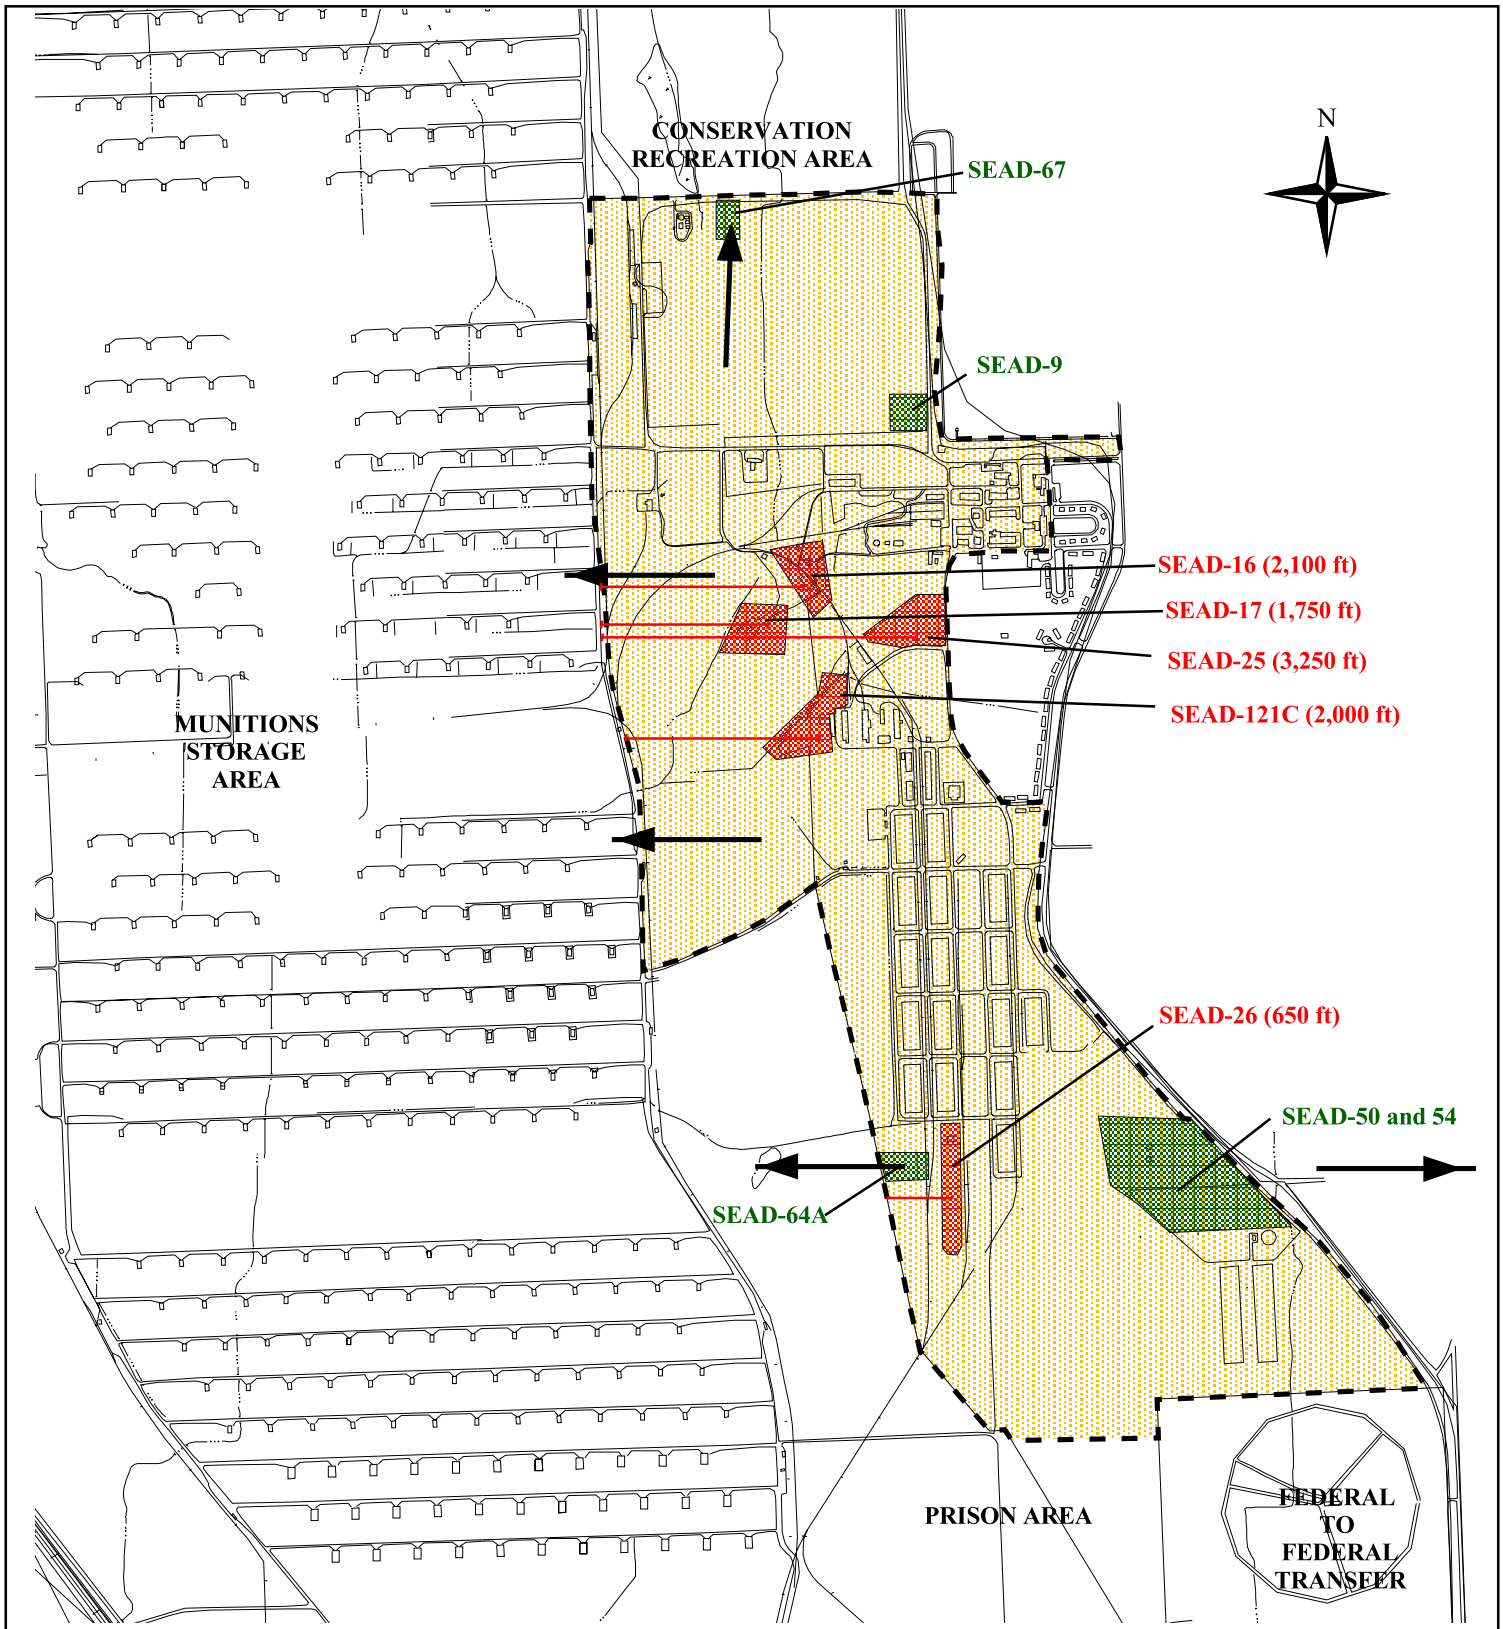 N
CONSERVATION
RECREATION AREA
SEAD-67
SEAD-9
SEAD-16 (2,100 ft)
SEAD-17 (1,750 ft)
SEAD-25 (3,250 ft)
SEAD-121C (2,000 ft)
MUNITIONS
STORAGE
AREA
SEAD-26 (650 ft)
SEAD-50 and 54
SEAD-64A
PRISON AREA
FEDERAL
TO
FEDERAL
TRANSFER